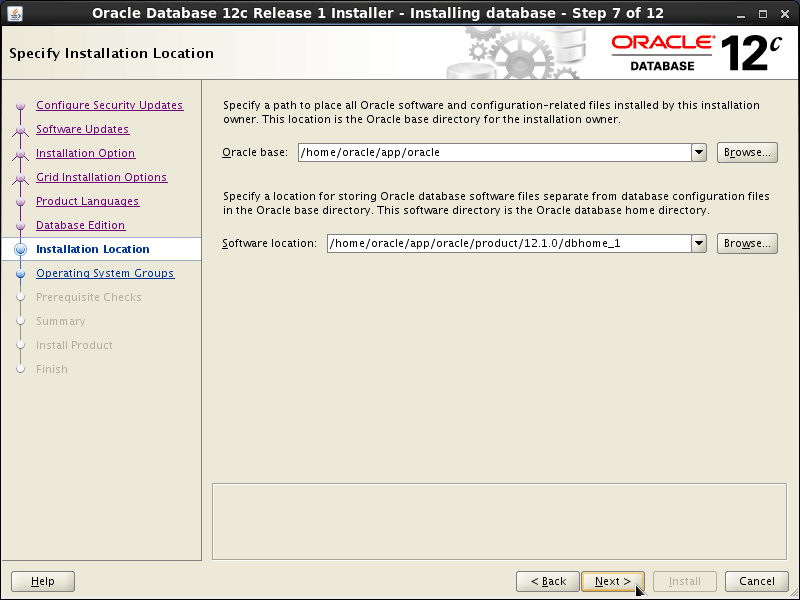 Oracle Database 12c Release 1 Installer - Installing database - Step 7 of 12
Specify Installation Location
ORACLE
DATABASE
12c
Configure Security Updates
Software Updates
Installation Option
Grid Installation Options
Product Languages
Database Edition
Installation Location
Operating System Groups
Prerequisite Checks
Summary
Install Product
Finish
Specify a path to place all Oracle software and configuration-related files installed by this installation
owner. This location is the Oracle base directory for the installation owner.
Oracle base: /home/oracle/app/oracle Browse...
Specify a location for storing Oracle database software files separate from database configuration files
in the Oracle base directory. This software directory is the Oracle database home directory.
Software location: /home/oracle/app/oracle/product/12.1.0/dbhome_1 Browse...
Help < Back Next > Install Cancel